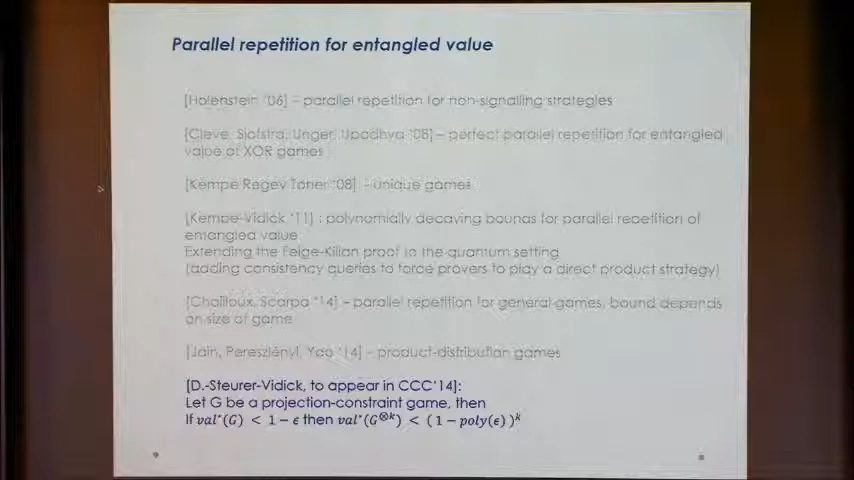 Parallel repetition for entangled value
[Holenstein '06] – parallel repetition for non-signalling strategies
[Cleve, Slofstra, Unger, Upadhya '08] – perfect parallel repetition for entangled
value of XOR games
[Kempe Regev Toner '08] – unique games
[Kempe-Vidick '11] : polynomially decaying bounds for parallel repetition of
entangled value
Extending the Feige-Kilian proof to the quantum setting
(adding consistency queries to force provers to play a direct product strategy)
[Chailloux, Scarpa '14] – parallel repetition for general games, bound depends
on size of game
[Jain, Pereszlényi, Yao '14] – product-distribution games
[D.-Steurer-Vidick, to appear in CCC'14]:
Let G be a projection-constraint game, then
If val*(G) < 1 − ϵ then val*(G⊗k) < (1 − poly(ϵ) )^k